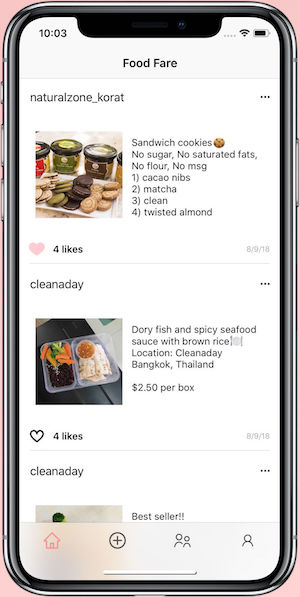 10:03
Food Fare
naturalzone_korat
Sandwich cookies🍪
No sugar, No saturated fats,
No flour, No msg
1) cacao nibs
2) matcha
3) clean
4) twisted almond
4 likes
8/9/18
cleanaday
Dory fish and spicy seafood
sauce with brown rice🍽
Location: Cleanaday
Bangkok, Thailand
$2.50 per box
4 likes
8/9/18
cleanaday
Best seller!!